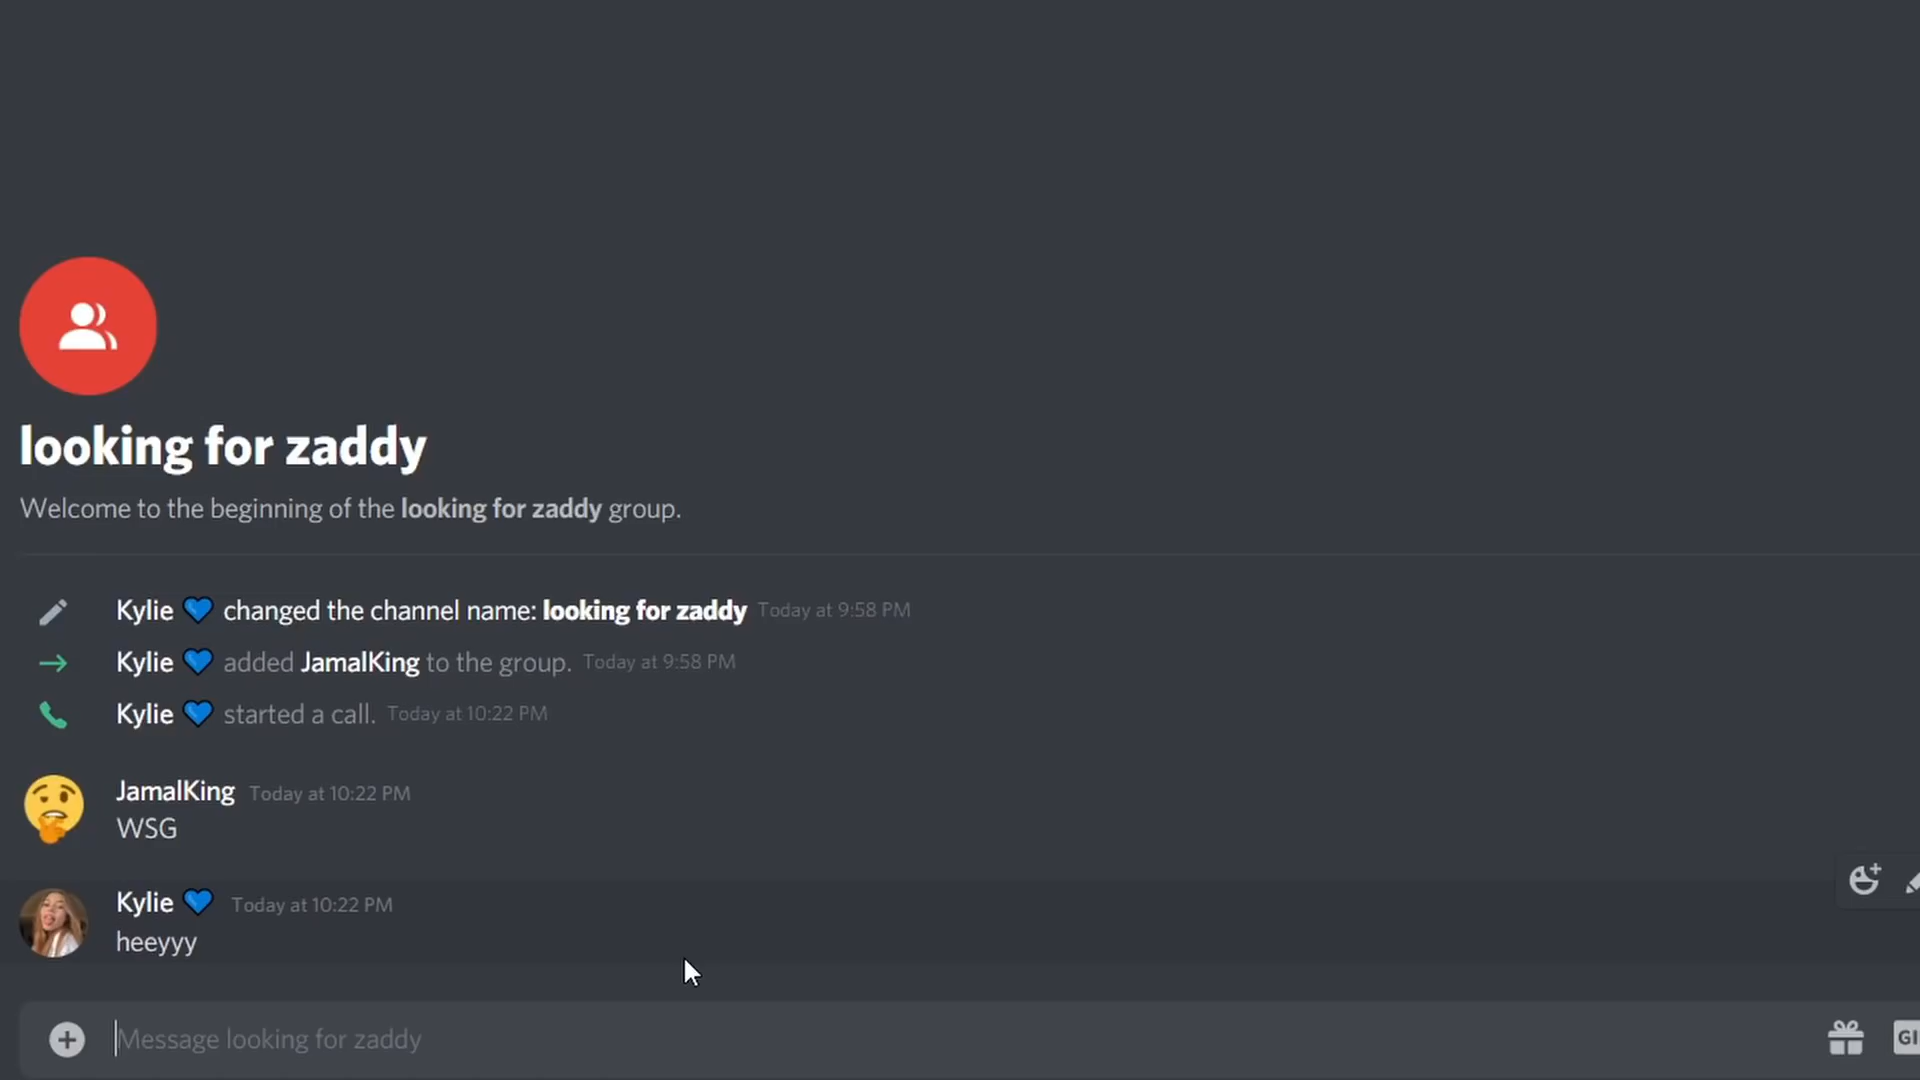 looking for zaddy
Welcome to the beginning of the looking for zaddy group.
Kylie 💙 changed the channel name: looking for zaddy Today at 9:58 PM
Kylie 💙 added JamalKing to the group. Today at 9:58 PM
Kylie 💙 started a call. Today at 10:22 PM
JamalKing Today at 10:22 PM
WSG
Kylie 💙 Today at 10:22 PM
heeyyy
Message looking for zaddy
GI